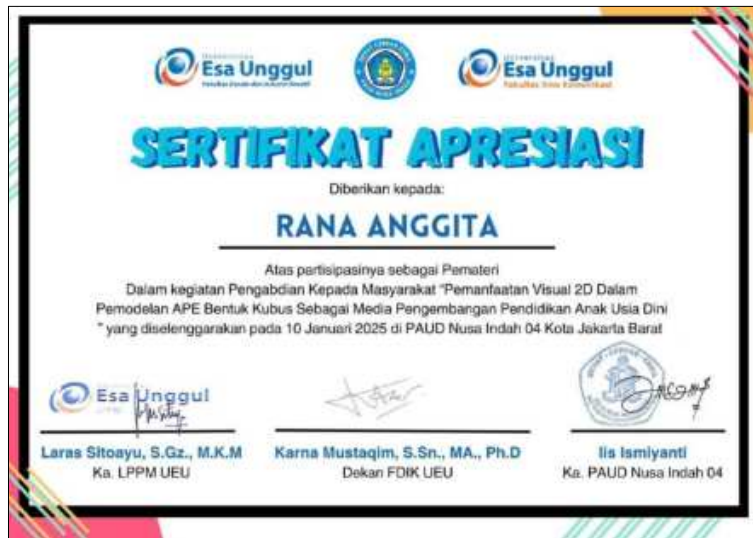 Esa Unggul
Esa Unggul
Fakultas Ilmu Komunikasi
SERTIFIKAT APRESIASI
Diberikan kepada:
RANA ANGGITA
Atas partisipasinya sebagai Pemateri
Dalam kegiatan Pengabdian Kepada Masyarakat "Pemanfaatan Visual 2D Dalam
Pemodelan APE Bentuk Kubus Sebagai Media Pengembangan Pendidikan Anak Usia Dini
" yang diselenggarakan pada 10 Januari 2025 di PAUD Nusa Indah 04 Kota Jakarta Barat
Esa Unggul
Laras Sitoayu, S.Gz., M.K.M
Ka. LPPM UEU
Karna Mustaqim, S.Sn., MA., Ph.D
Dekan FDIK UEU
Iis Ismiyanti
Ka. PAUD Nusa Indah 04